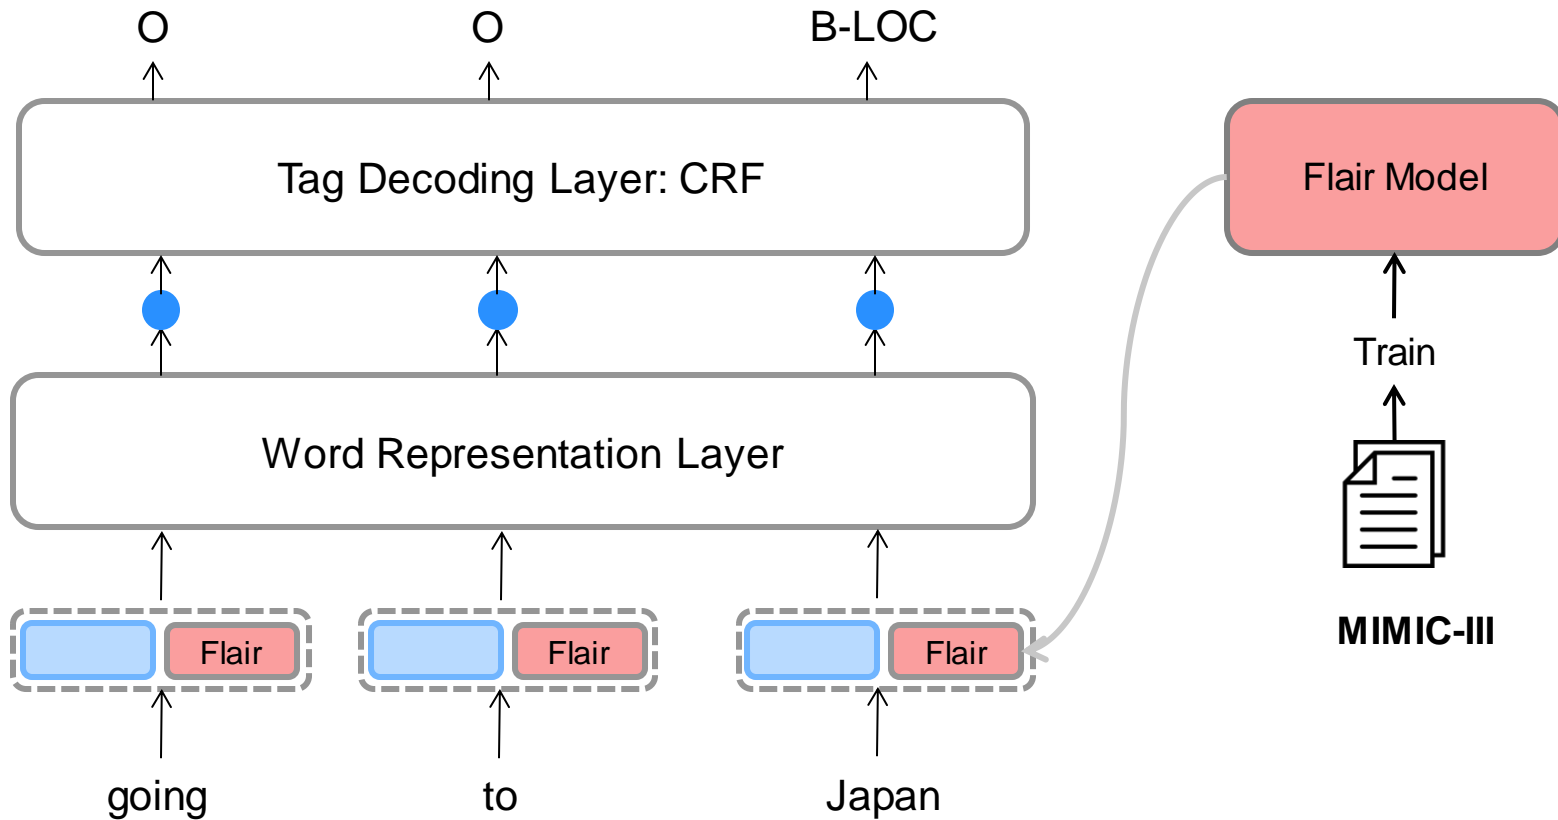 O O B-LOC
Tag Decoding Layer: CRF
Flair Model
Train
Word Representation Layer
MIMIC-III
Flair Flair Flair
going to Japan